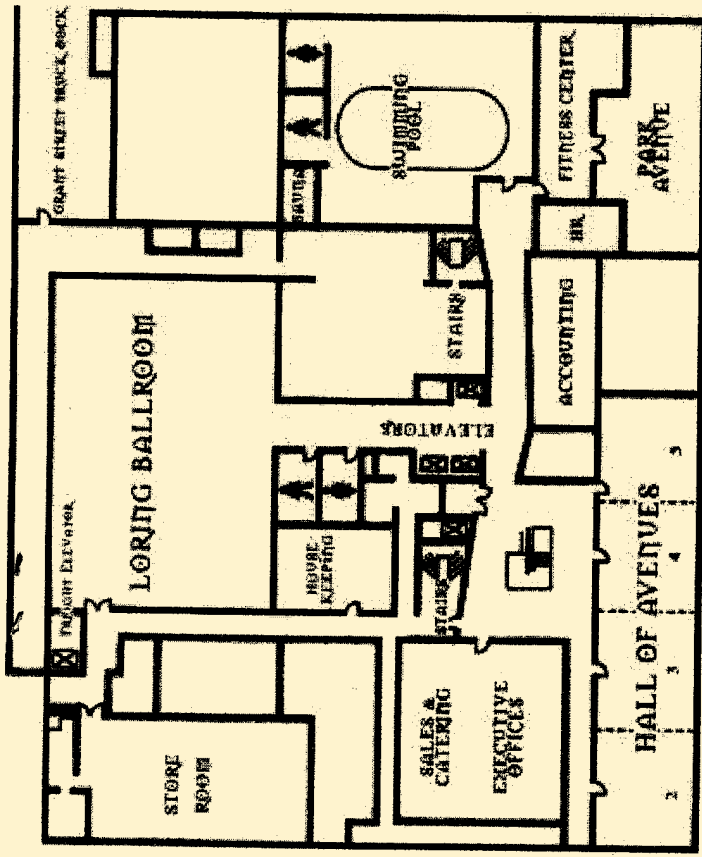 GRANT STREET TRUCK DOCK
SWIMMING
POOL
FITNESS CENTER
PARK
AVENUE
SAUNA
HR
LORING BALLROOM
STAIRS
ACCOUNTING
ELEVATORS
FREIGHT ELEVATOR
HOUSE
KEEPING
STAIRS
HALL OF AVENUES
5
4
3
2
SALES &
CATERING
EXECUTIVE
OFFICES
STORE
ROOM